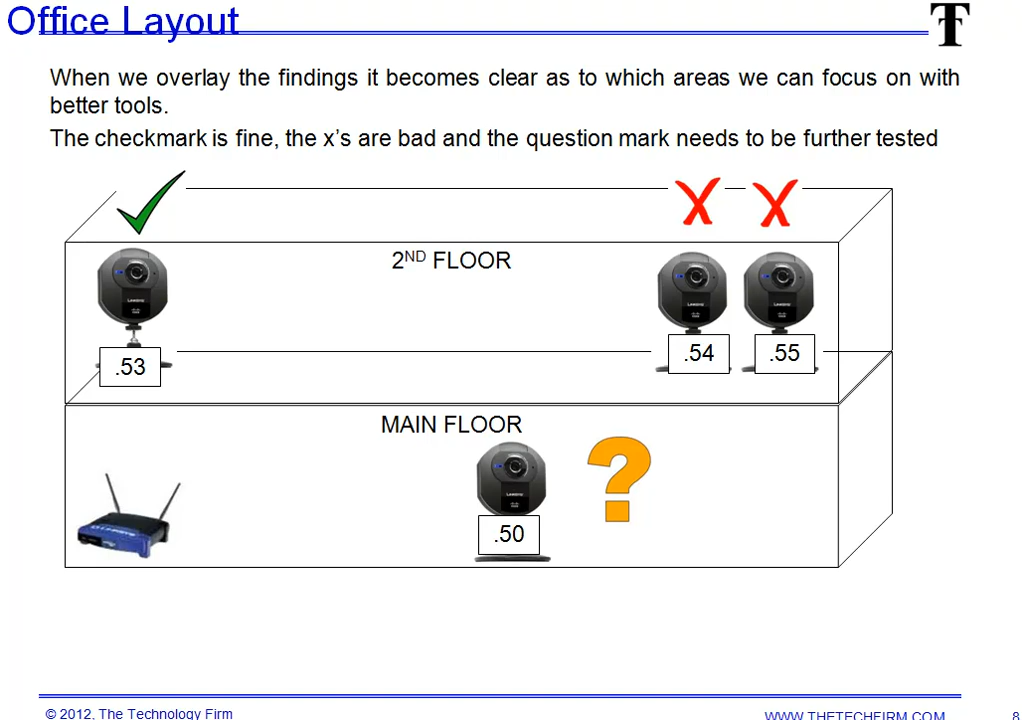 Office Layout
When we overlay the findings it becomes clear as to which areas we can focus on with
better tools.
The checkmark is fine, the x's are bad and the question mark needs to be further tested
2ND FLOOR
.53
.54
.55
MAIN FLOOR
.50
© 2012, The Technology Firm
WWW.THETECHFIRM.COM
8